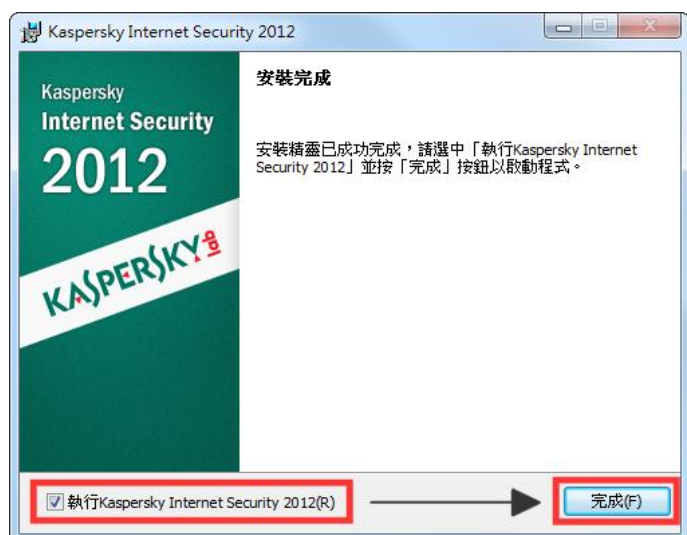 Kaspersky Internet Security 2012
Kaspersky
Internet Security
2012
KASPERSKY lab
安裝完成
安裝精靈已成功完成，請選中「執行Kaspersky Internet
Security 2012」並按「完成」按鈕以啟動程式。
執行Kaspersky Internet Security 2012(R)
完成(F)